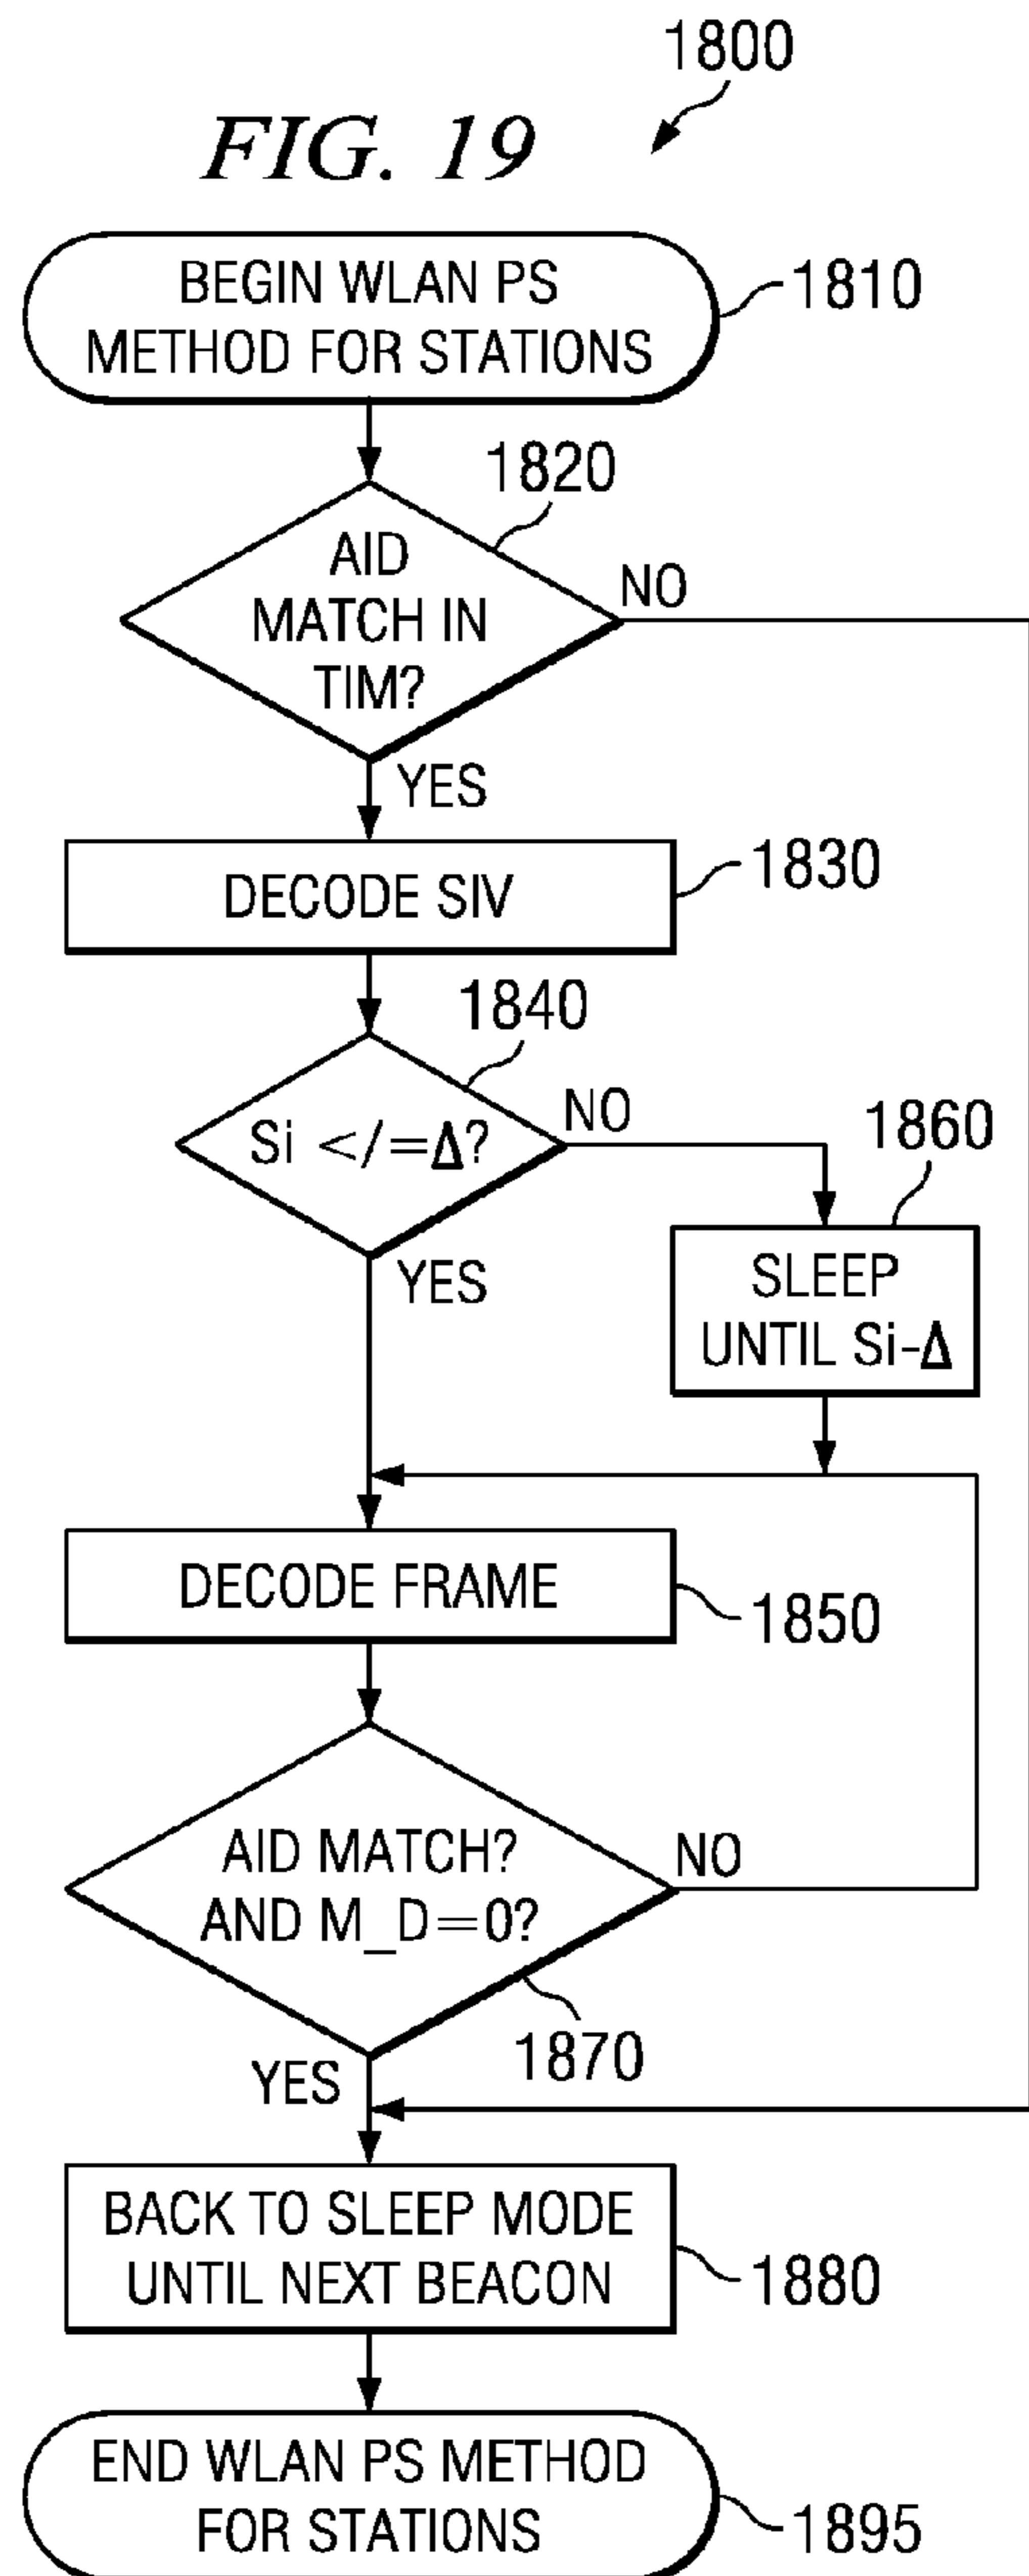 1800
FIG. 19
BEGIN WLAN PS
METHOD FOR STATIONS
1810
1820
AID
MATCH IN
TIM?
NO
YES
DECODE SIV
1830
1840
Si </=Δ?
NO
YES
1860
SLEEP
UNTIL Si-Δ
DECODE FRAME
1850
AID MATCH?
AND M_D=0?
NO
1870
YES
BACK TO SLEEP MODE
UNTIL NEXT BEACON
1880
END WLAN PS METHOD
FOR STATIONS
1895